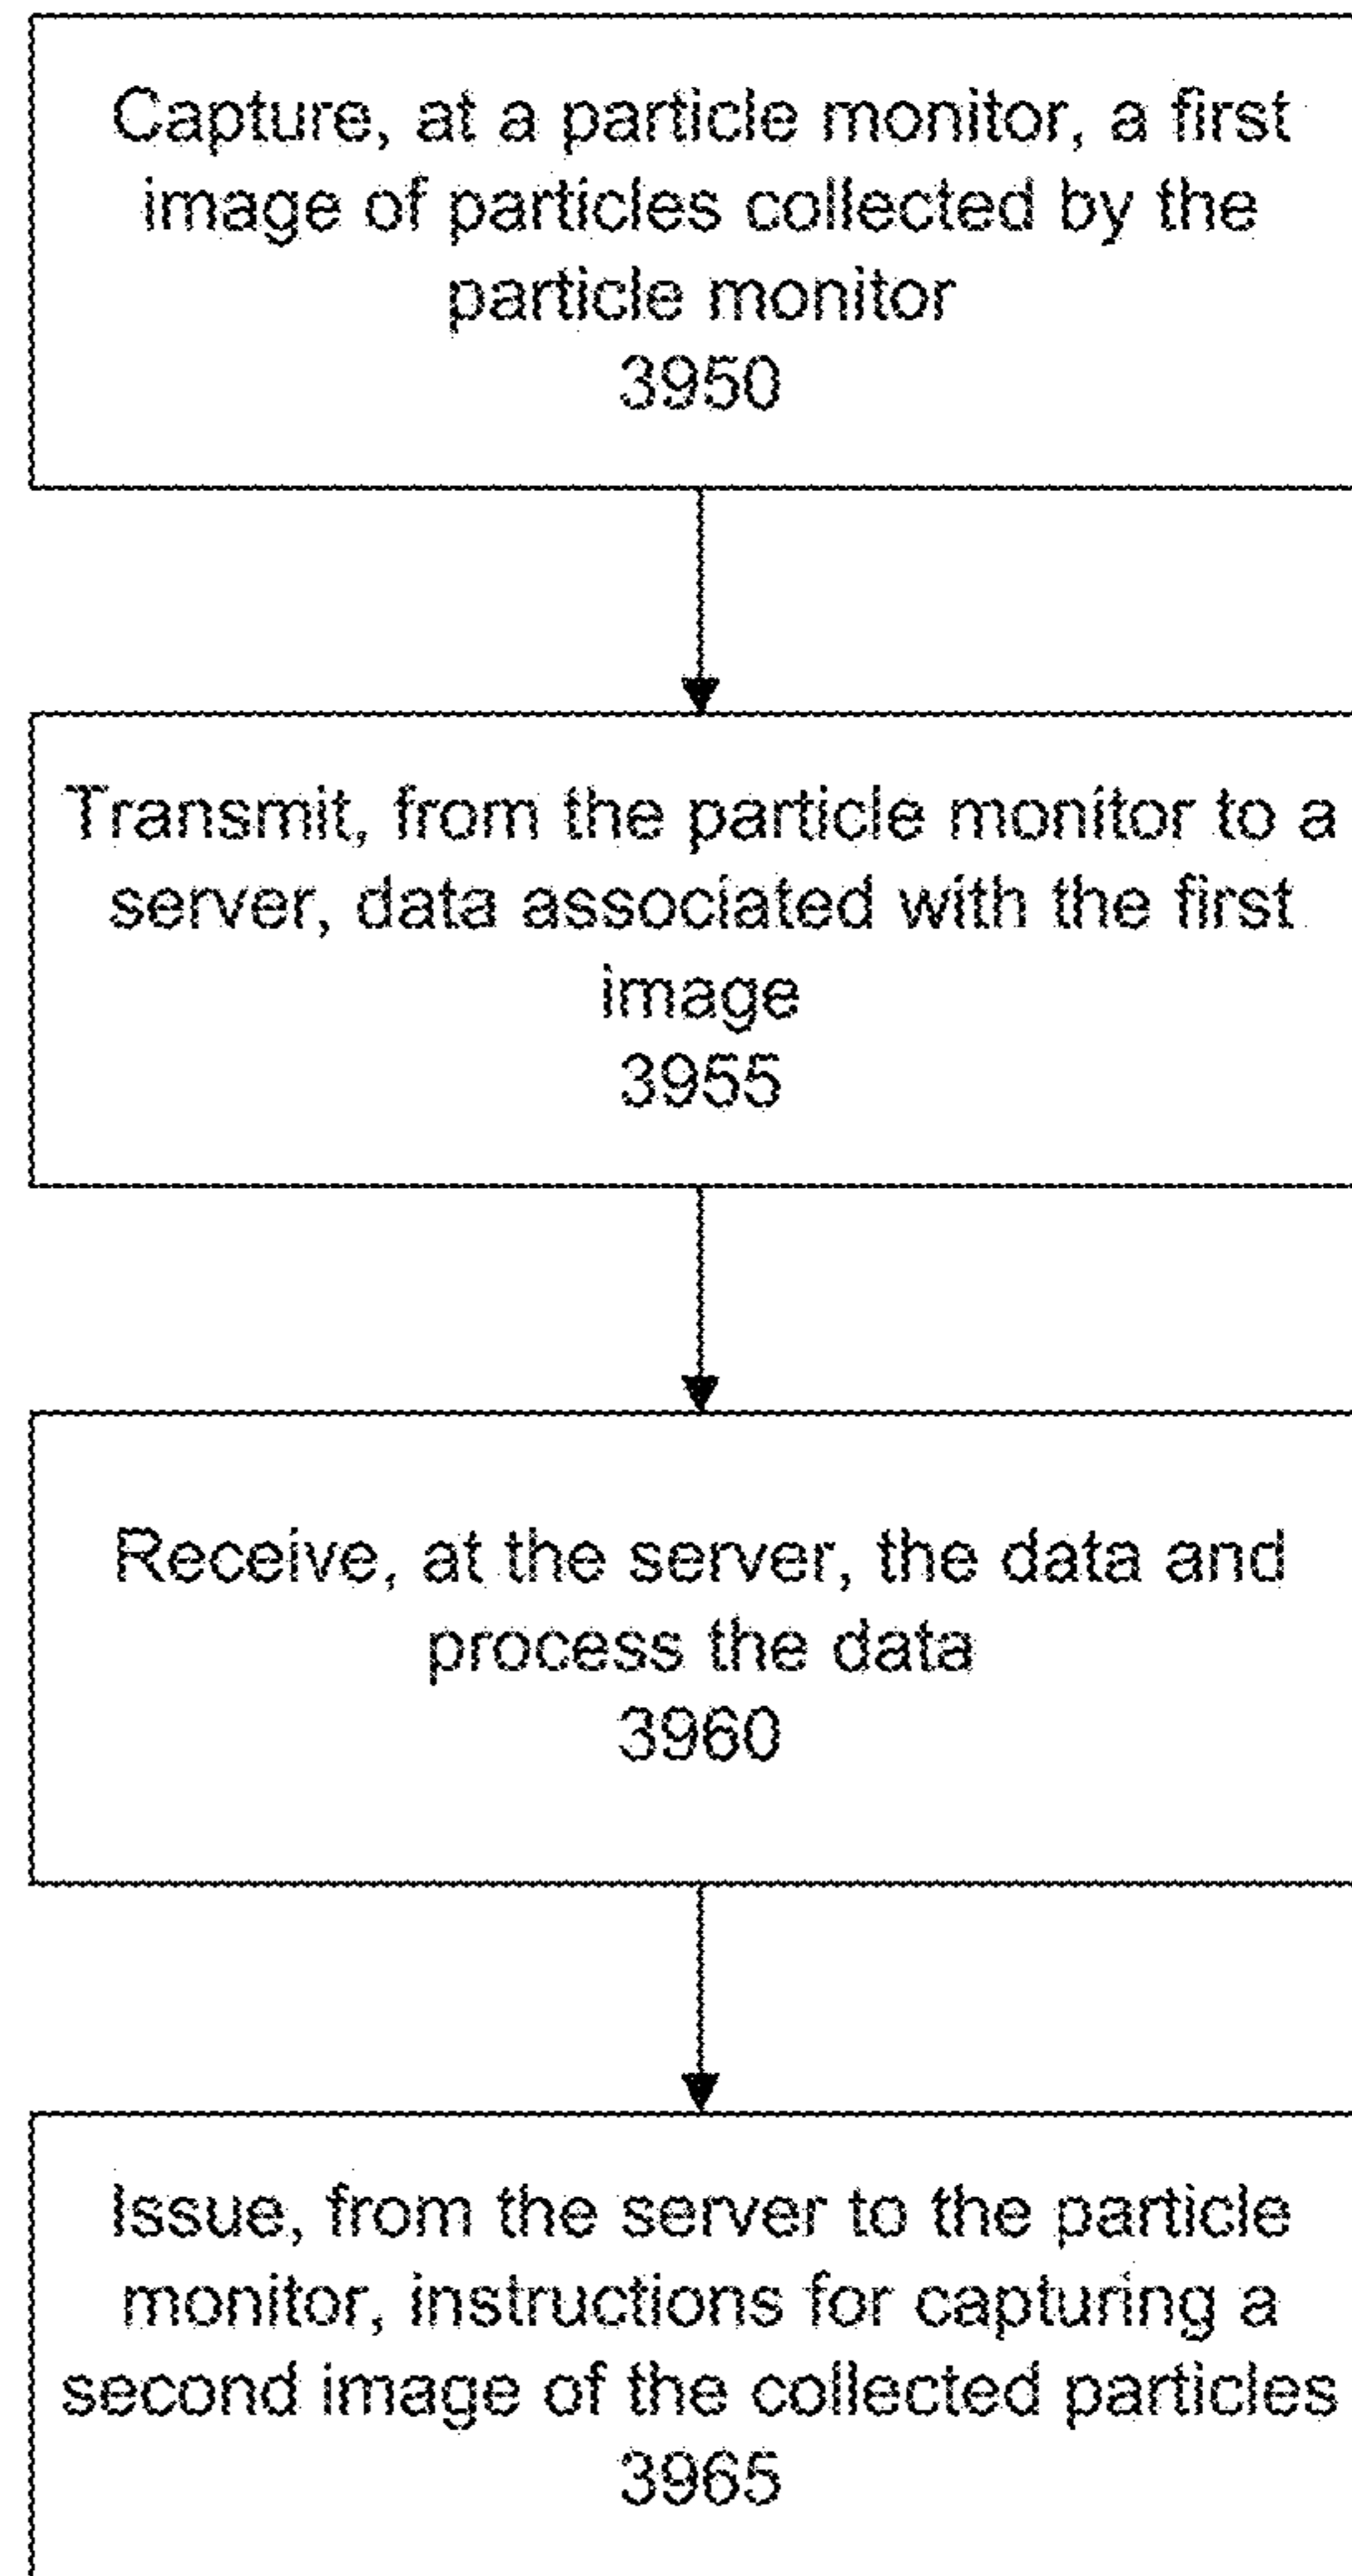 Capture, at a particle monitor, a first
image of particles collected by the
particle monitor
3950
Transmit, from the particle monitor to a
server, data associated with the first
image
3955
Receive, at the server, the data and
process the data
3960
Issue, from the server to the particle
monitor, instructions for capturing a
second image of the collected particles
3965